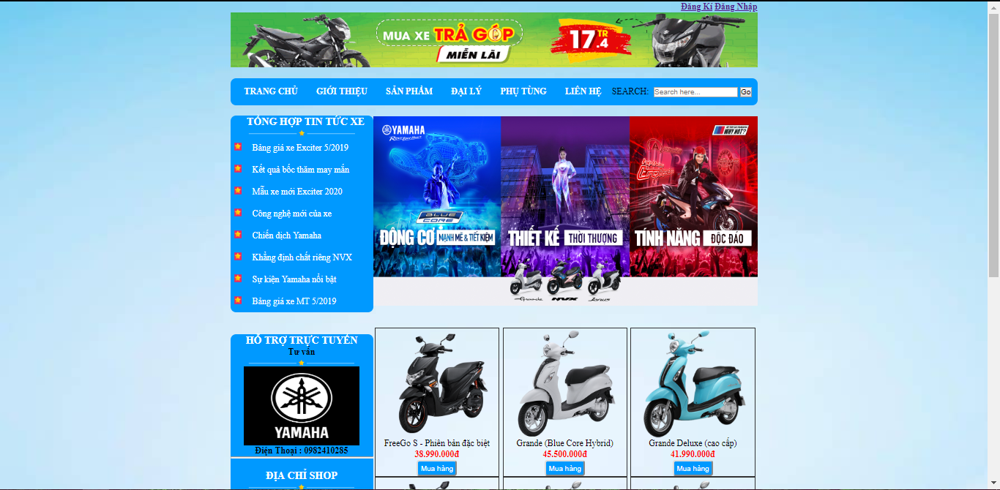 Đăng Kí Đăng Nhập
MUA XE TRẢ GÓP
MIỄN LÃI
17.4 TR
TRANG CHỦ GIỚI THIỆU SẢN PHẨM ĐẠI LÝ PHỤ TÙNG LIÊN HỆ SEARCH: Search here... Go
TỔNG HỢP TIN TỨC XE
Bảng giá xe Exciter 5/2019
Kết quả bốc thăm may mắn
Mẫu xe mới Exciter 2020
Công nghệ mới của xe
Chiến dịch Yamaha
Khẳng định chất riêng NVX
Sự kiện Yamaha nổi bật
Bảng giá xe MT 5/2019
YAMAHA
Revs Your Heart
WHY NOT?
BLUE
CORE
ĐỘNG CƠ MẠNH MẼ & TIẾT KIỆM
THIẾT KẾ THỜI THƯỢNG
TÍNH NĂNG ĐỘC ĐÁO
Grande NVX Janus
HỖ TRỢ TRỰC TUYẾN
Tư vấn
YAMAHA
Điện Thoại : 0982410285
ĐỊA CHỈ SHOP
FreeGo S - Phiên bản đặc biệt
38.990.000đ
Mua hàng
Grande (Blue Core Hybrid)
45.500.000đ
Mua hàng
Grande Deluxe (cao cấp)
41.990.000đ
Mua hàng